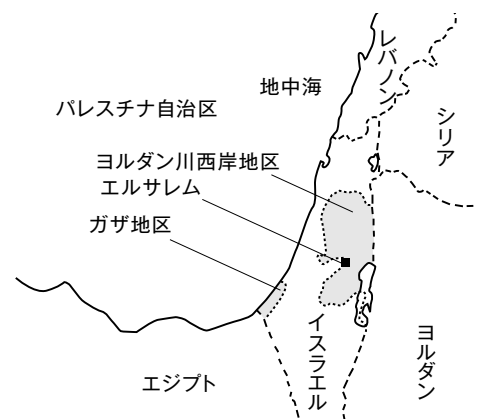 レバノン
地中海
パレスチナ自治区
シリア
ヨルダン川西岸地区
エルサレム
ガザ地区
イスラエル
ヨルダン
エジプト